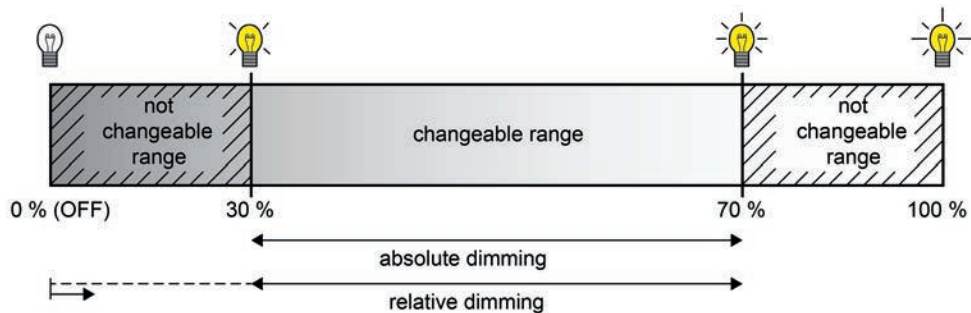 not
changeable
range
changeable range
not
changeable
range
0 % (OFF)
30 %
70 %
100 %
absolute dimming
relative dimming